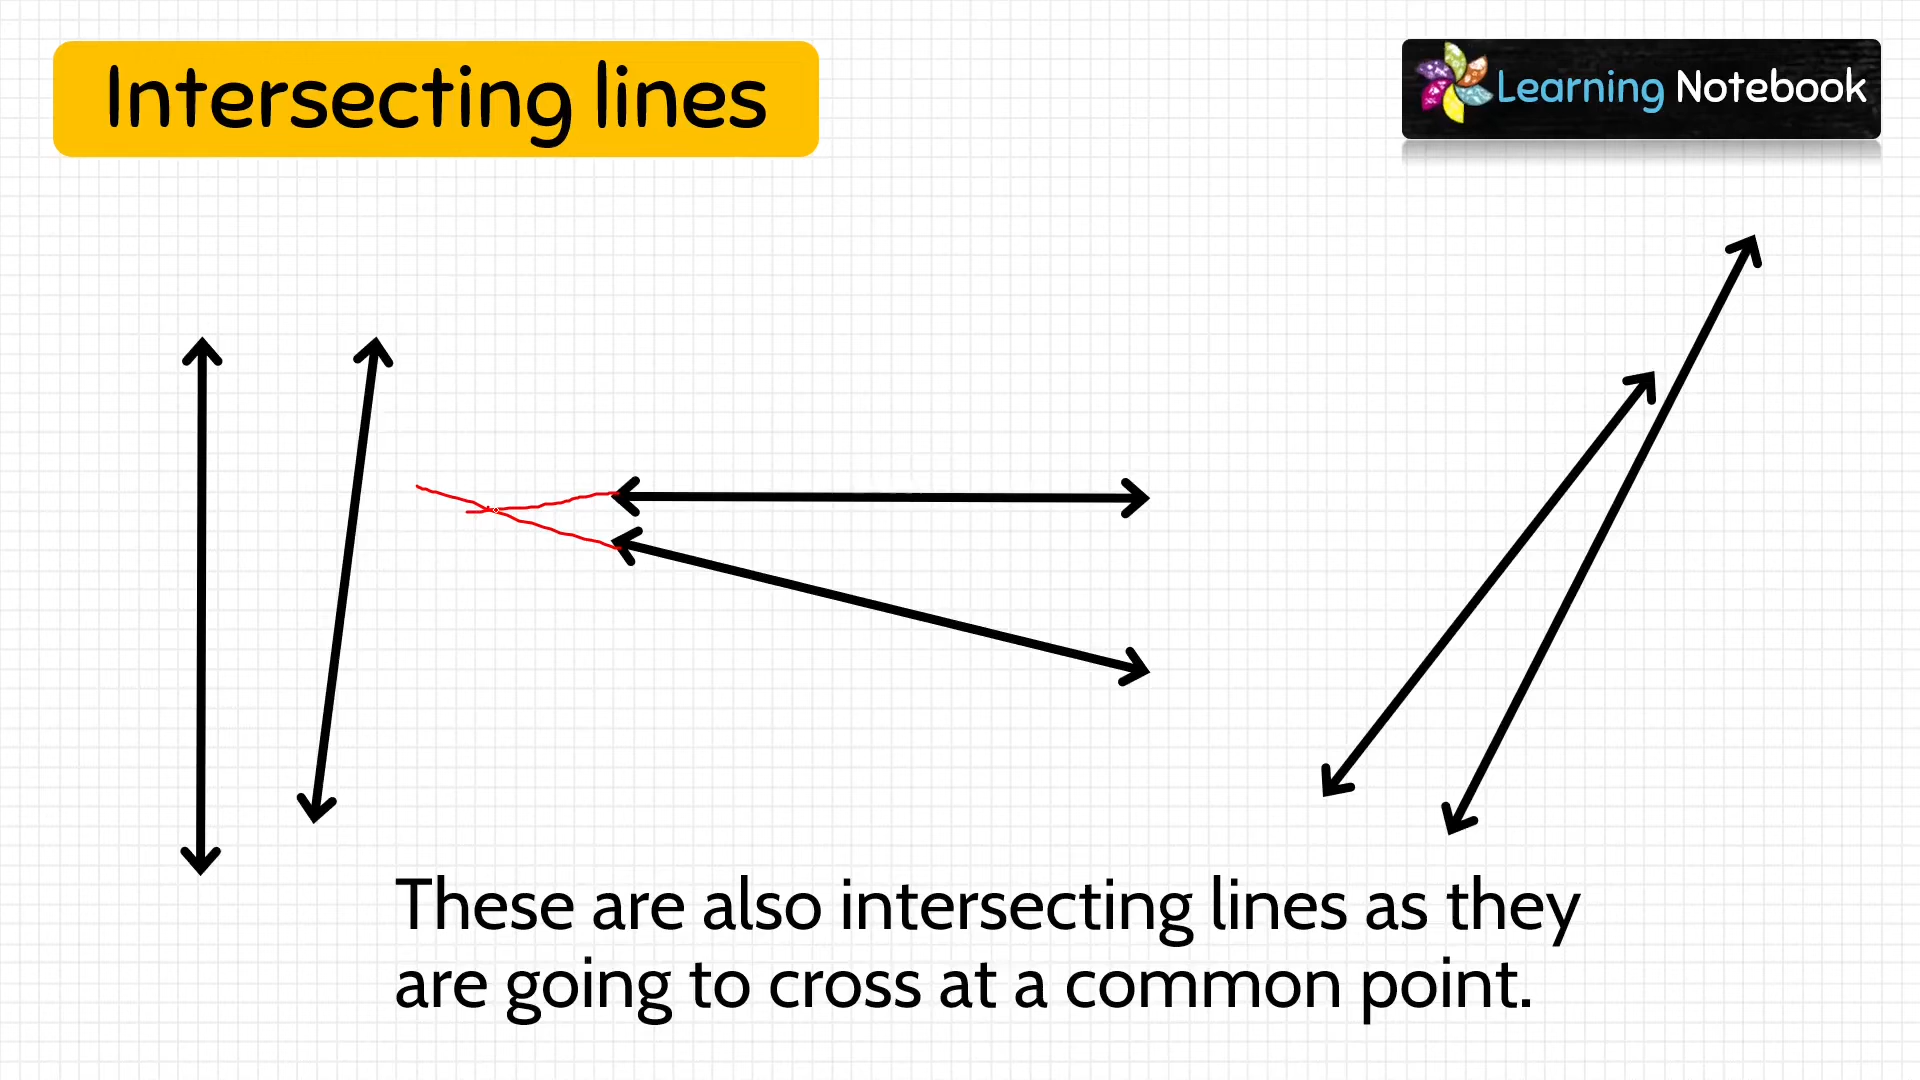 Intersecting lines
Learning Notebook
These are also intersecting lines as they
are going to cross at a common point.